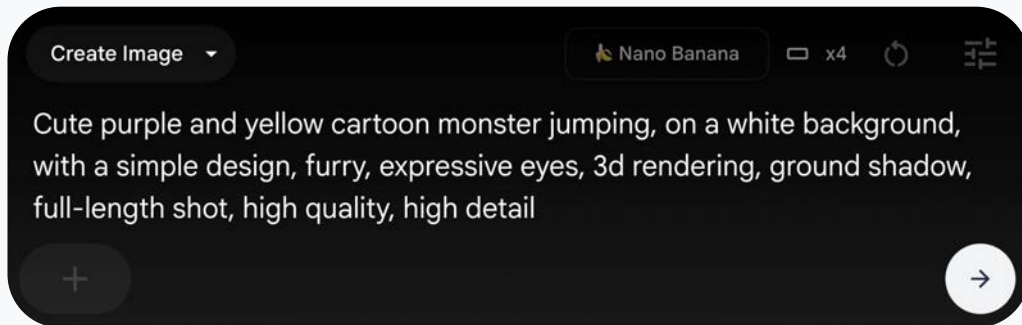 Create Image
Nano Banana
x4
Cute purple and yellow cartoon monster jumping, on a white background,
with a simple design, furry, expressive eyes, 3d rendering, ground shadow,
full-length shot, high quality, high detail